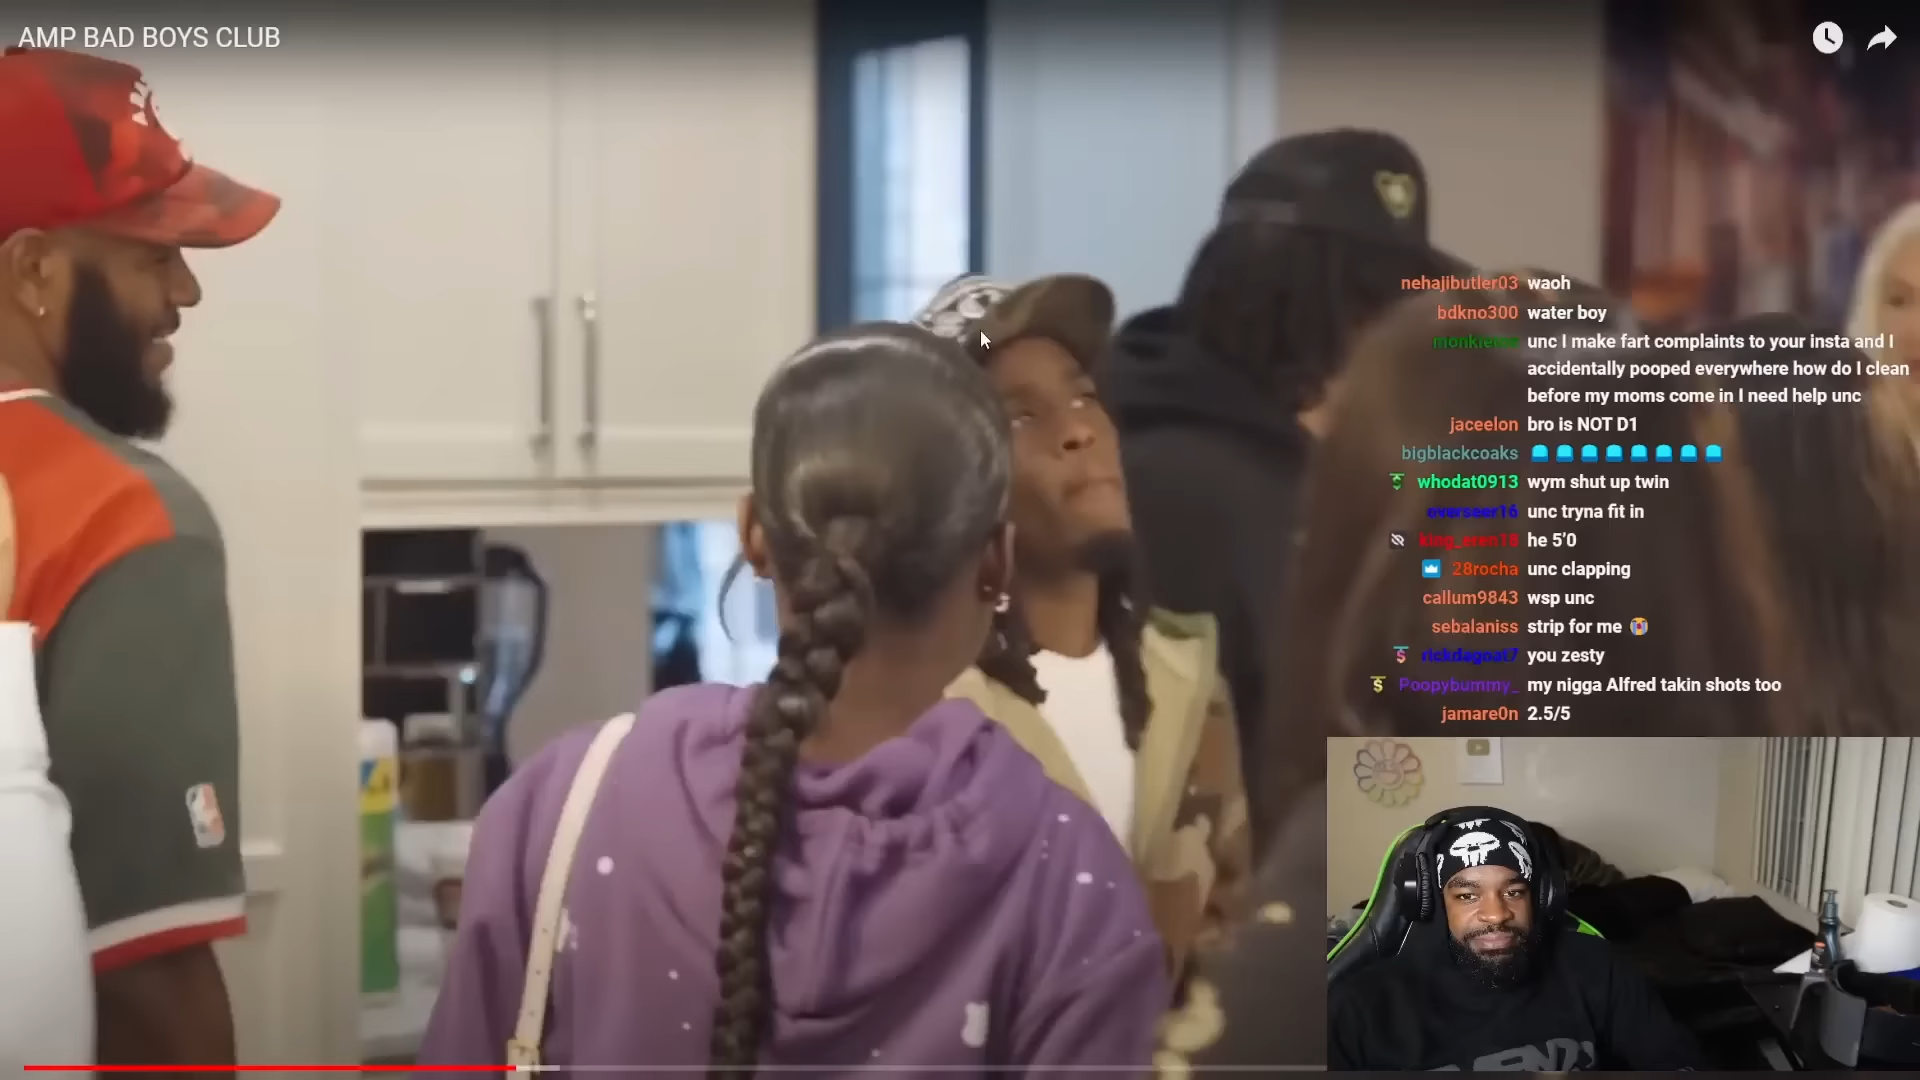 AMP BAD BOYS CLUB
nehajibutler03 waoh
bdkno300 water boy
unc I make fart complaints to your insta and I
accidentally pooped everywhere how do I clean
before my moms come in I need help unc
jaceelon bro is NOT D1
bigblackcoaks
whodat0913 wym shut up twin
overseer16 unc tryna fit in
king_eren18 he 5'0
28rocha unc clapping
callum9843 wsp unc
sebalaniss strip for me 😭
you zesty
Poopybummy_ my nigga Alfred takin shots too
jamare0n 2.5/5